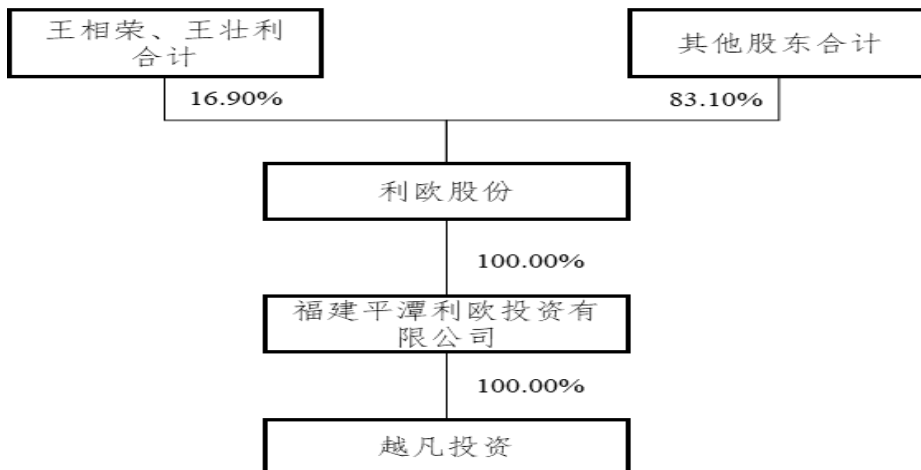 王相荣、王壮利
合计
其他股东合计
16.90%
83.10%
利欧股份
100.00%
福建平潭利欧投资有
限公司
100.00%
越凡投资